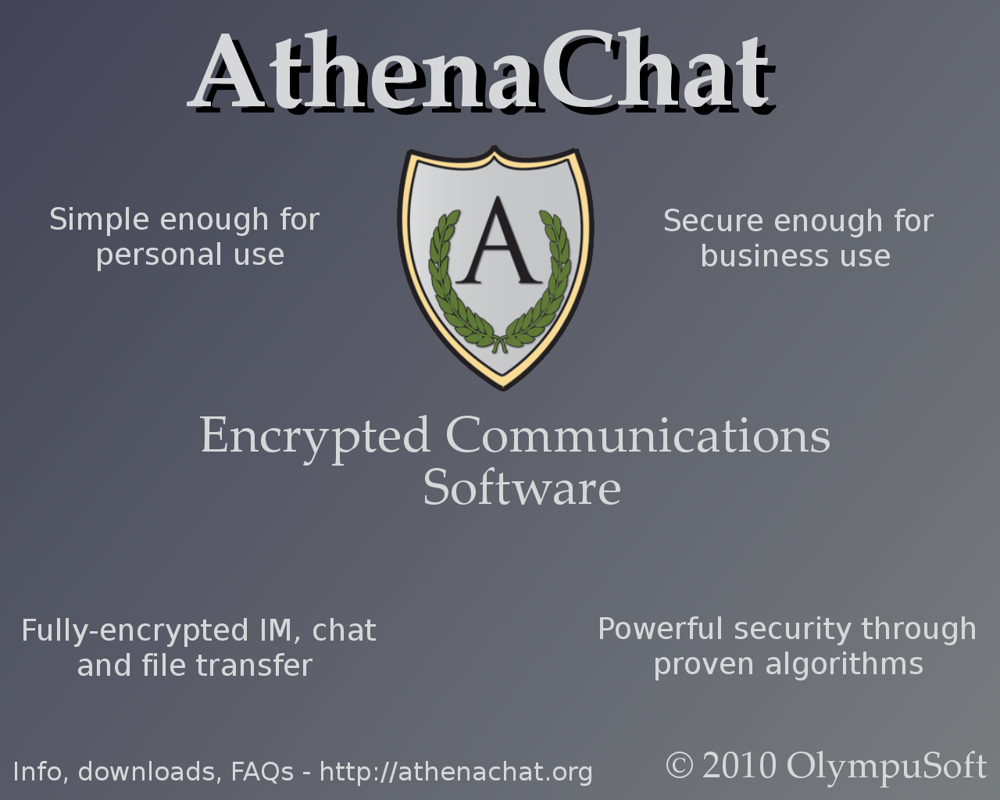 AthenaChat
Simple enough for
personal use
A
Secure enough for
business use
Encrypted Communications
Software
Fully-encrypted IM, chat
and file transfer
Powerful security through
proven algorithms
Info, downloads, FAQs - http://athenachat.org
© 2010 OlympuSoft